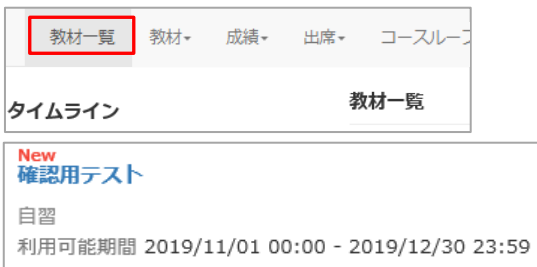 教材一覧 教材▾ 成績▾ 出席▾ コースルー
タイムライン 教材一覧
New
確認用テスト
自習
利用可能期間 2019/11/01 00:00 - 2019/12/30 23:59